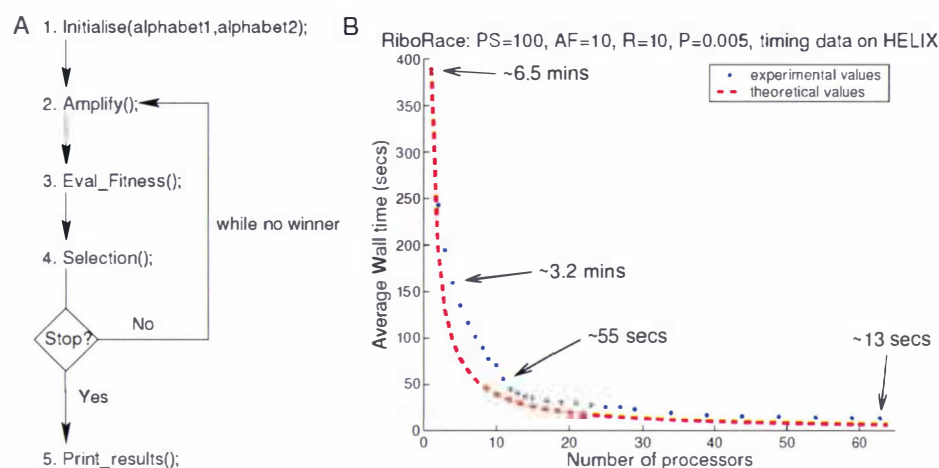 A
1. Initialise(alphabet1,alphabet2);
2. Amplify();
3. Eval_Fitness();
while no winner
4. Selection();
Stop?
No
Yes
5. Print_results();
B
RiboRace: PS=100, AF=10, R=10, P=0.005, timing data on HELIX
experimental values
theoretical values
~6.5 mins
~3.2 mins
~55 secs
~13 secs
Average Wall time (secs)
400
350
300
250
200
150
100
50
0
0 10 20 30 40 50 60
Number of processors